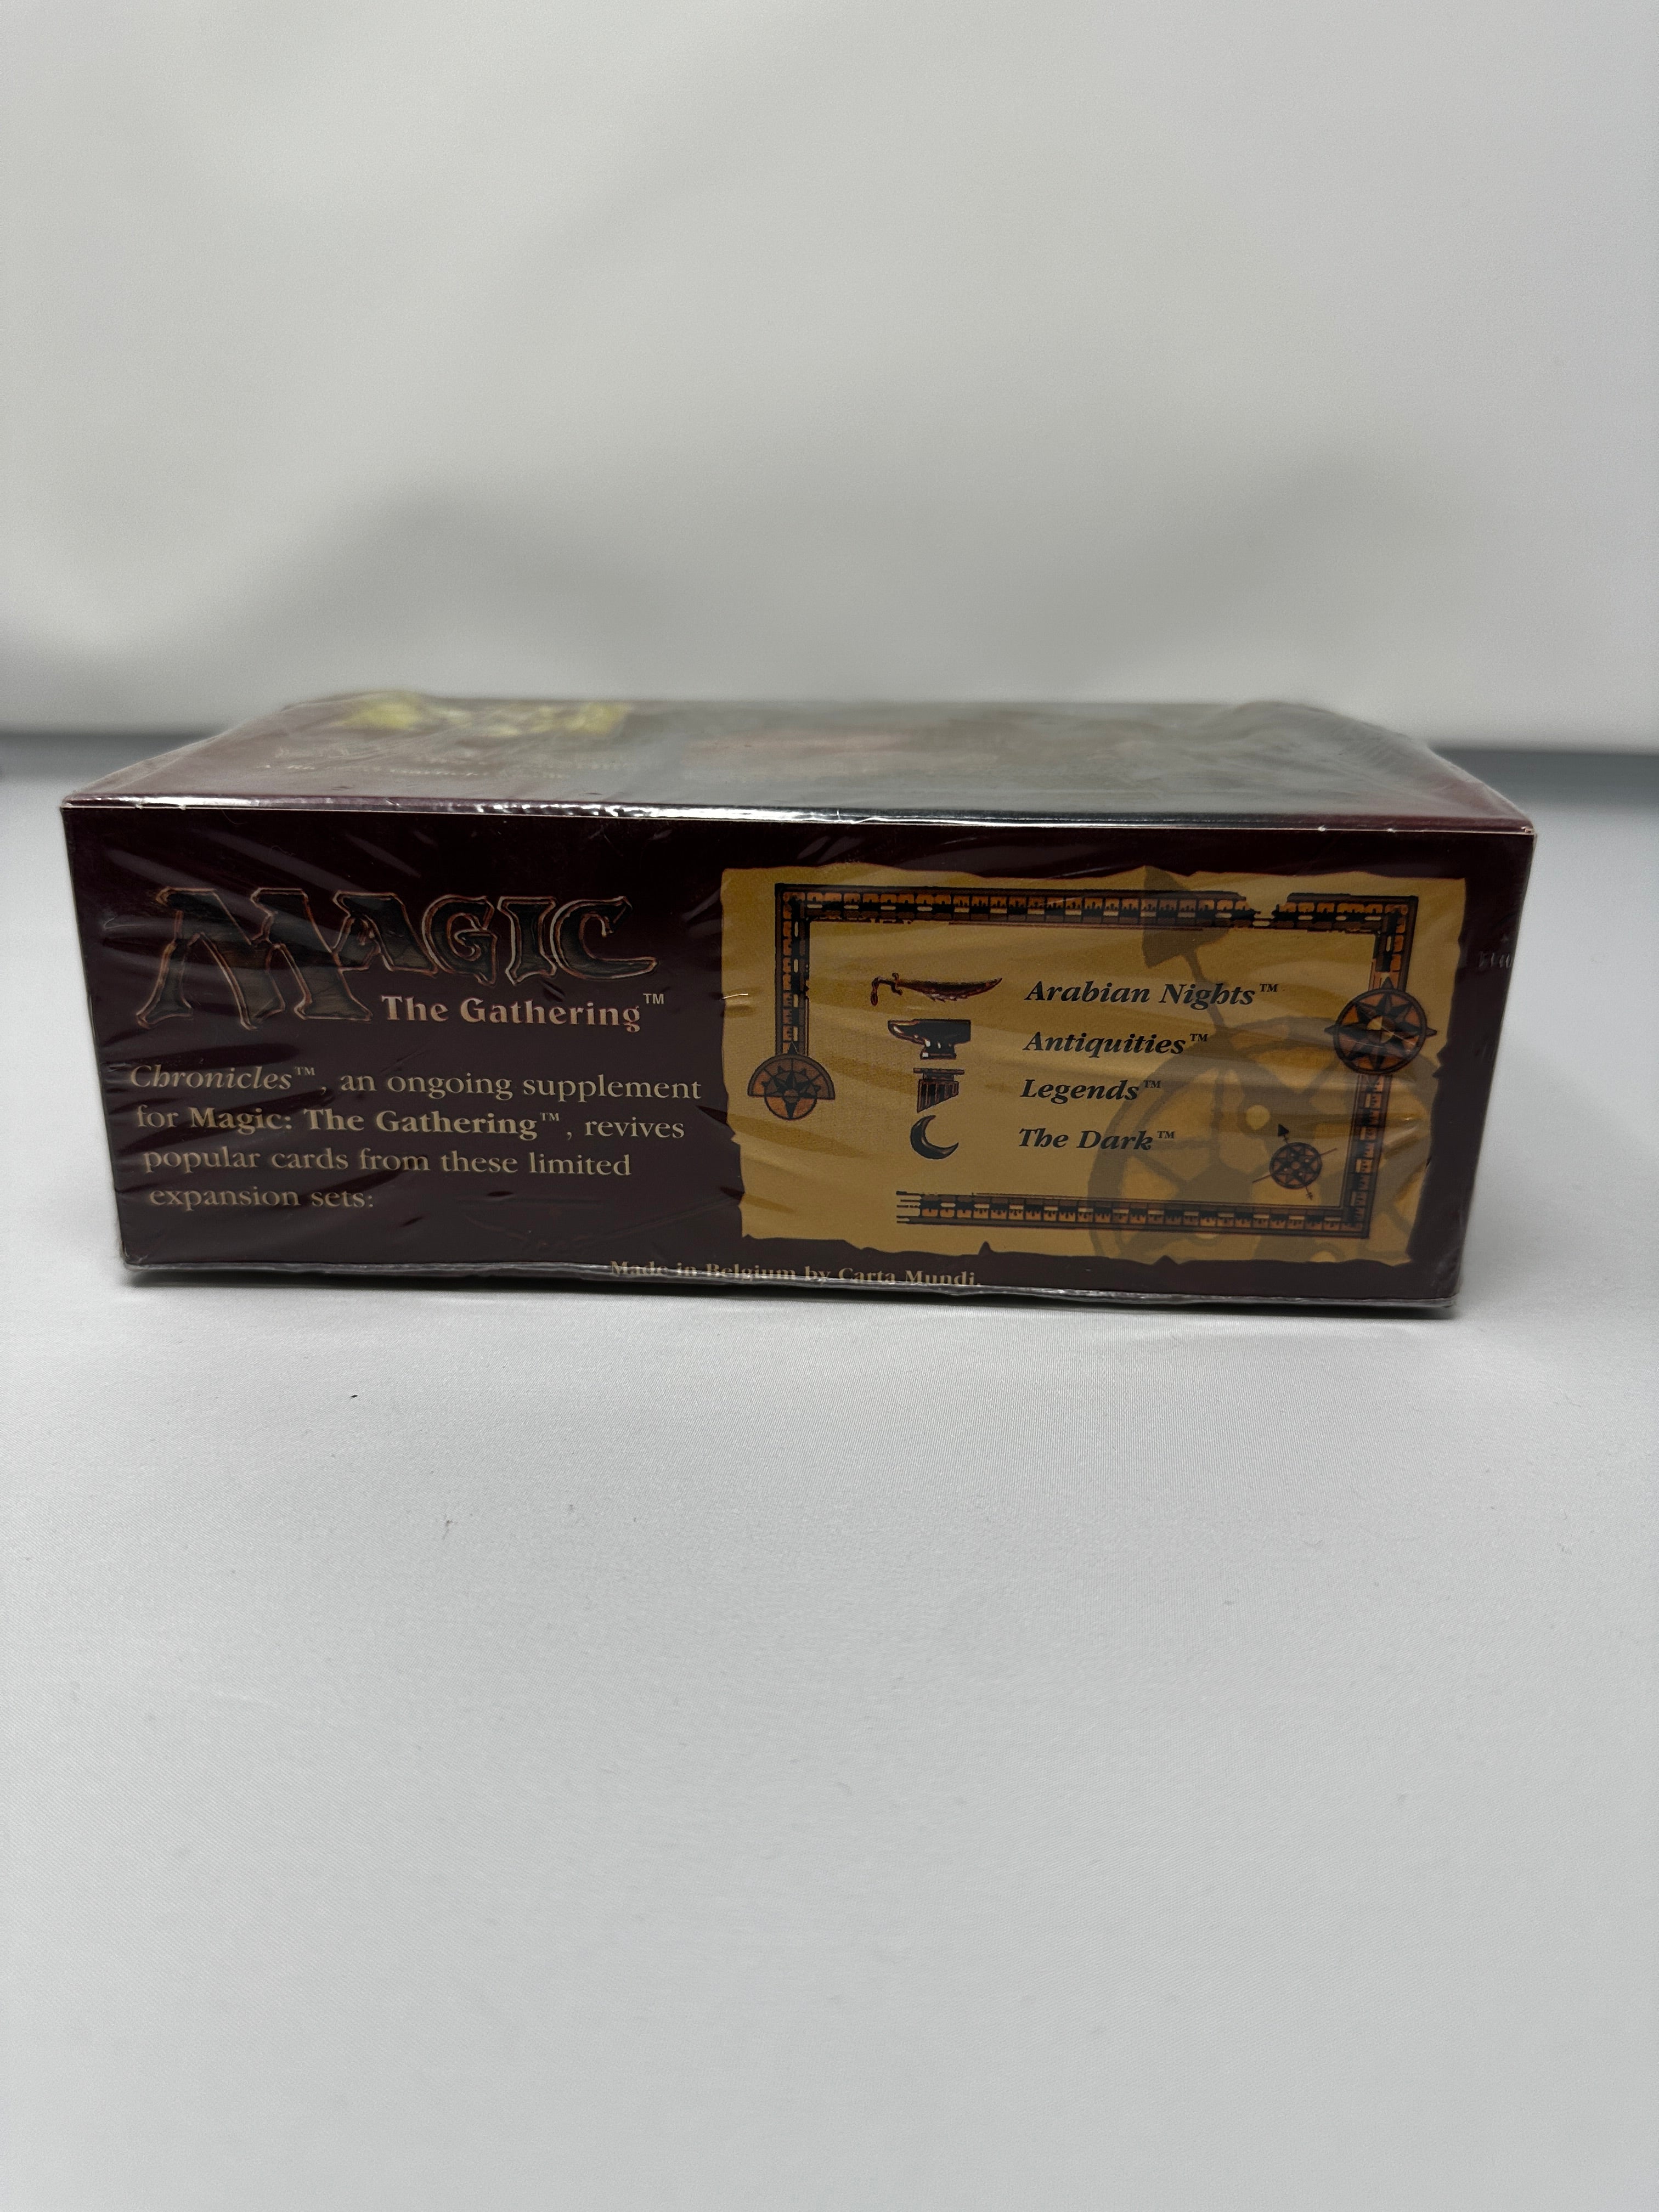 MAGIC
The Gathering™
Chronicles™, an ongoing supplement
for Magic: The Gathering™, revives
popular cards from these limited
expansion sets:
Arabian Nights™
Antiquities™
Legends™
The Dark™
Made in Belgium by Carta Mundi.